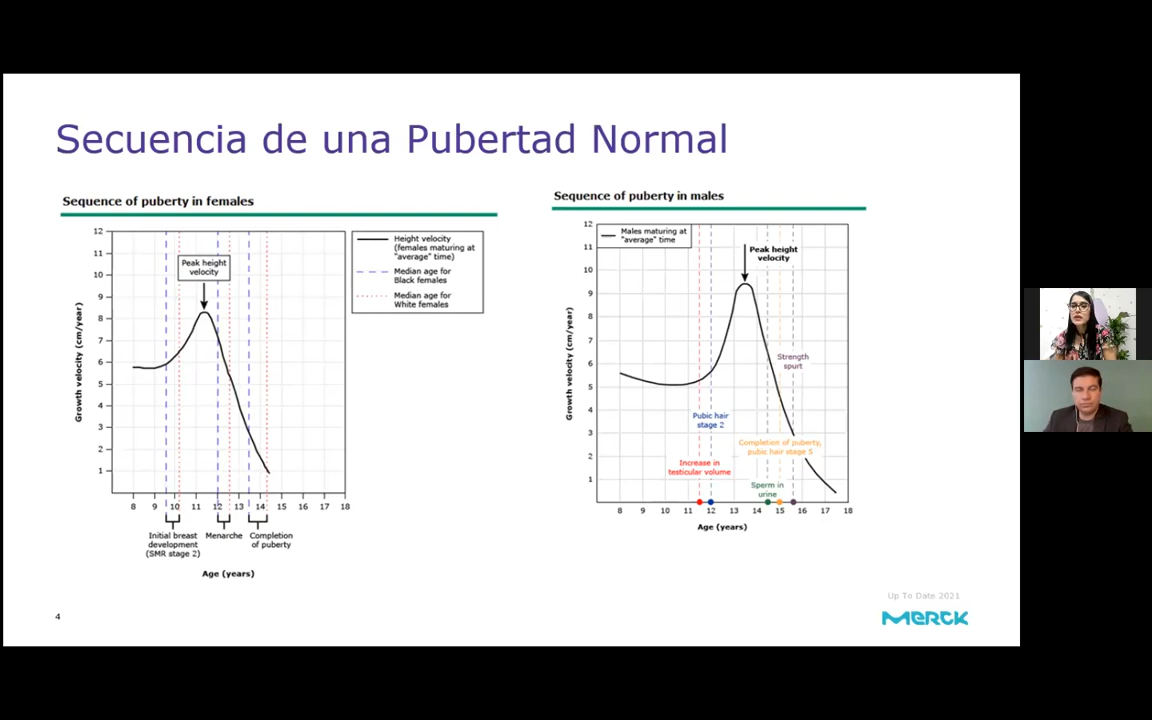 Secuencia de una Pubertad Normal
Sequence of puberty in females
12
11
10
9
8
7
6
5
4
3
2
1
Growth velocity (cm/year)
Peak height
velocity
8 9 10 11 12 13 14 15 16 17 18
Initial breast
development
(SMR stage 2)
Menarche
Completion
of puberty
Age (years)
Height velocity
(females maturing at
"average" time)
Median age for
Black females
Median age for
White females
Sequence of puberty in males
12
11
10
9
8
7
6
5
4
3
2
1
Growth velocity (cm/year)
Males maturing at
"average" time
Peak height
velocity
Strength
spurt
Pubic hair
stage 2
Completion of puberty,
pubic hair stage 5
Increase in
testicular volume
Sperm in
urine
8 9 10 11 12 13 14 15 16 17 18
Age (years)
Up To Date 2021
4
MERCK